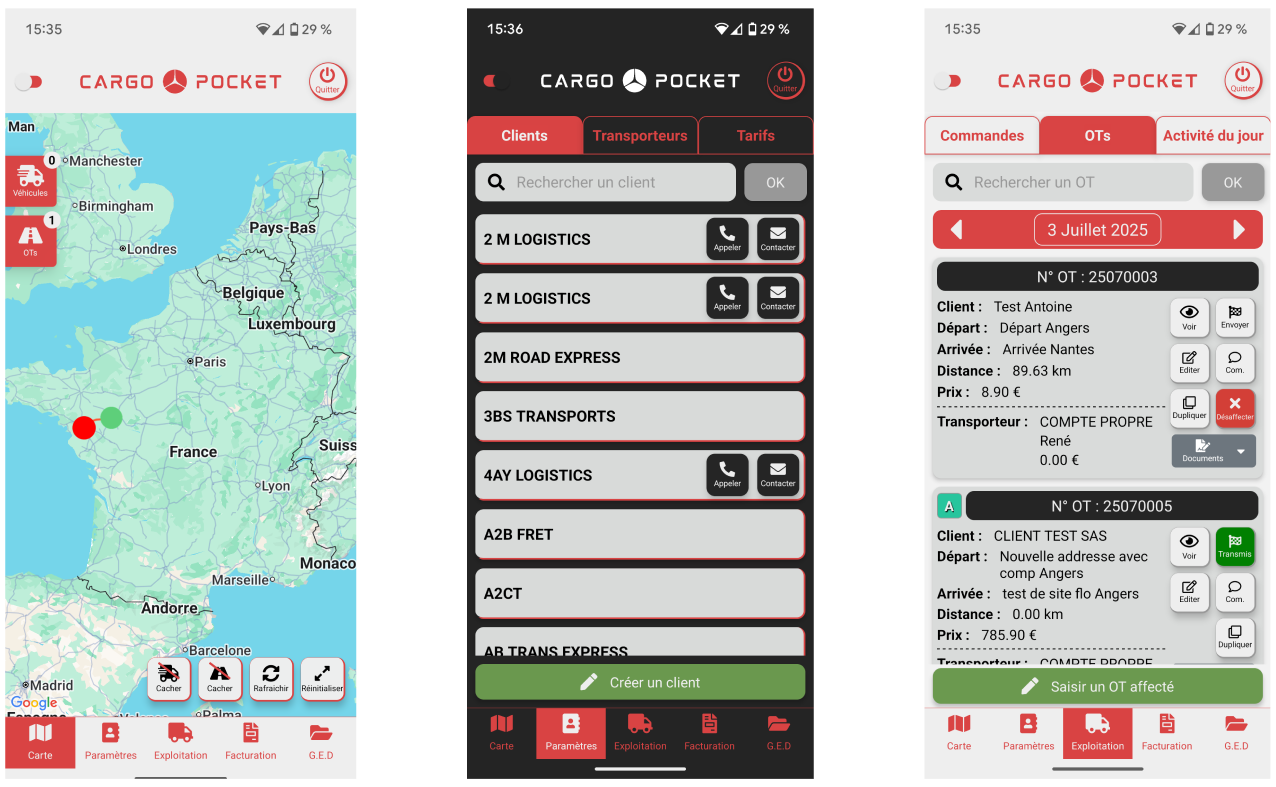 15:35
29 %
CARGO POCKET
Quitter
Man
0
Manchester
Véhicules
Birmingham
1
OTs
Londres
Pays-Bas
Belgique
Luxembourg
Paris
France
Suiss
Lyon
Monaco
Marseille
Andorre
Barcelone
Cacher
Cacher
Rafraichir
Réinitialiser
Madrid
Google
Palma
Carte
Paramètres
Exploitation
Facturation
G.E.D
15:36
29 %
CARGO POCKET
Quitter
Clients
Transporteurs
Tarifs
Rechercher un client
OK
2 M LOGISTICS
Appeler
Contacter
2 M LOGISTICS
Appeler
Contacter
2M ROAD EXPRESS
3BS TRANSPORTS
4AY LOGISTICS
Appeler
Contacter
A2B FRET
A2CT
AB TRANS EXPRESS
Créer un client
Carte
Paramètres
Exploitation
Facturation
G.E.D
15:35
29 %
CARGO POCKET
Quitter
Commandes
OTs
Activité du jour
Rechercher un OT
OK
3 Juillet 2025
N° OT : 25070003
Client : Test Antoine
Départ : Départ Angers
Arrivée : Arrivée Nantes
Distance : 89.63 km
Prix : 8.90 €
Voir
Envoyer
Editer
Com.
Dupliquer
Désaffecter
Transporteur : COMPTE PROPRE
René
0.00 €
Documents
A
N° OT : 25070005
Client : CLIENT TEST SAS
Départ : Nouvelle addresse avec
comp Angers
Arrivée : test de site flo Angers
Distance : 0.00 km
Prix : 785.90 €
Voir
Transmis
Editer
Com.
Dupliquer
Transporteur : COMPTE PROPRE
Saisir un OT affecté
Carte
Paramètres
Exploitation
Facturation
G.E.D